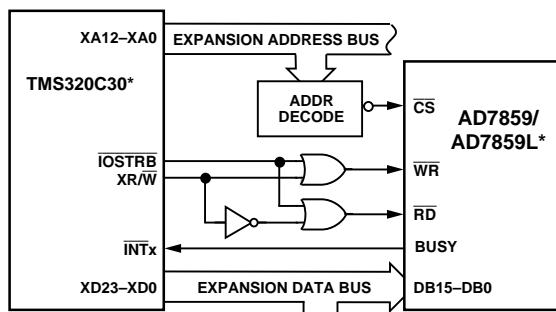 XA12–XA0
EXPANSION ADDRESS BUS
TMS320C30*
ADDR
DECODE
AD7859/
AD7859L*
CS
IOSTRB
XR/W
WR
RD
INTx
BUSY
XD23–XD0
EXPANSION DATA BUS
DB15–DB0